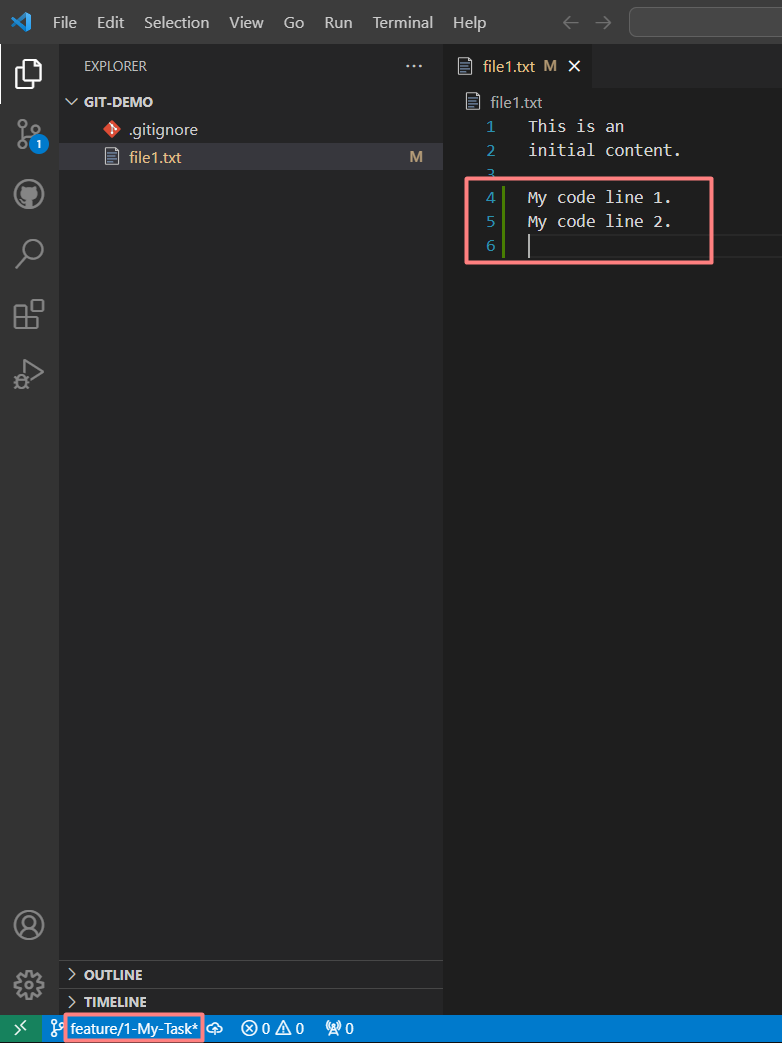 File Edit Selection View Go Run Terminal Help
EXPLORER
GIT-DEMO
.gitignore
file1.txt M
1
OUTLINE
TIMELINE
file1.txt M
file1.txt
1 This is an
2 initial content.
3
4 My code line 1.
5 My code line 2.
6
feature/1-My-Task* 0 0 0